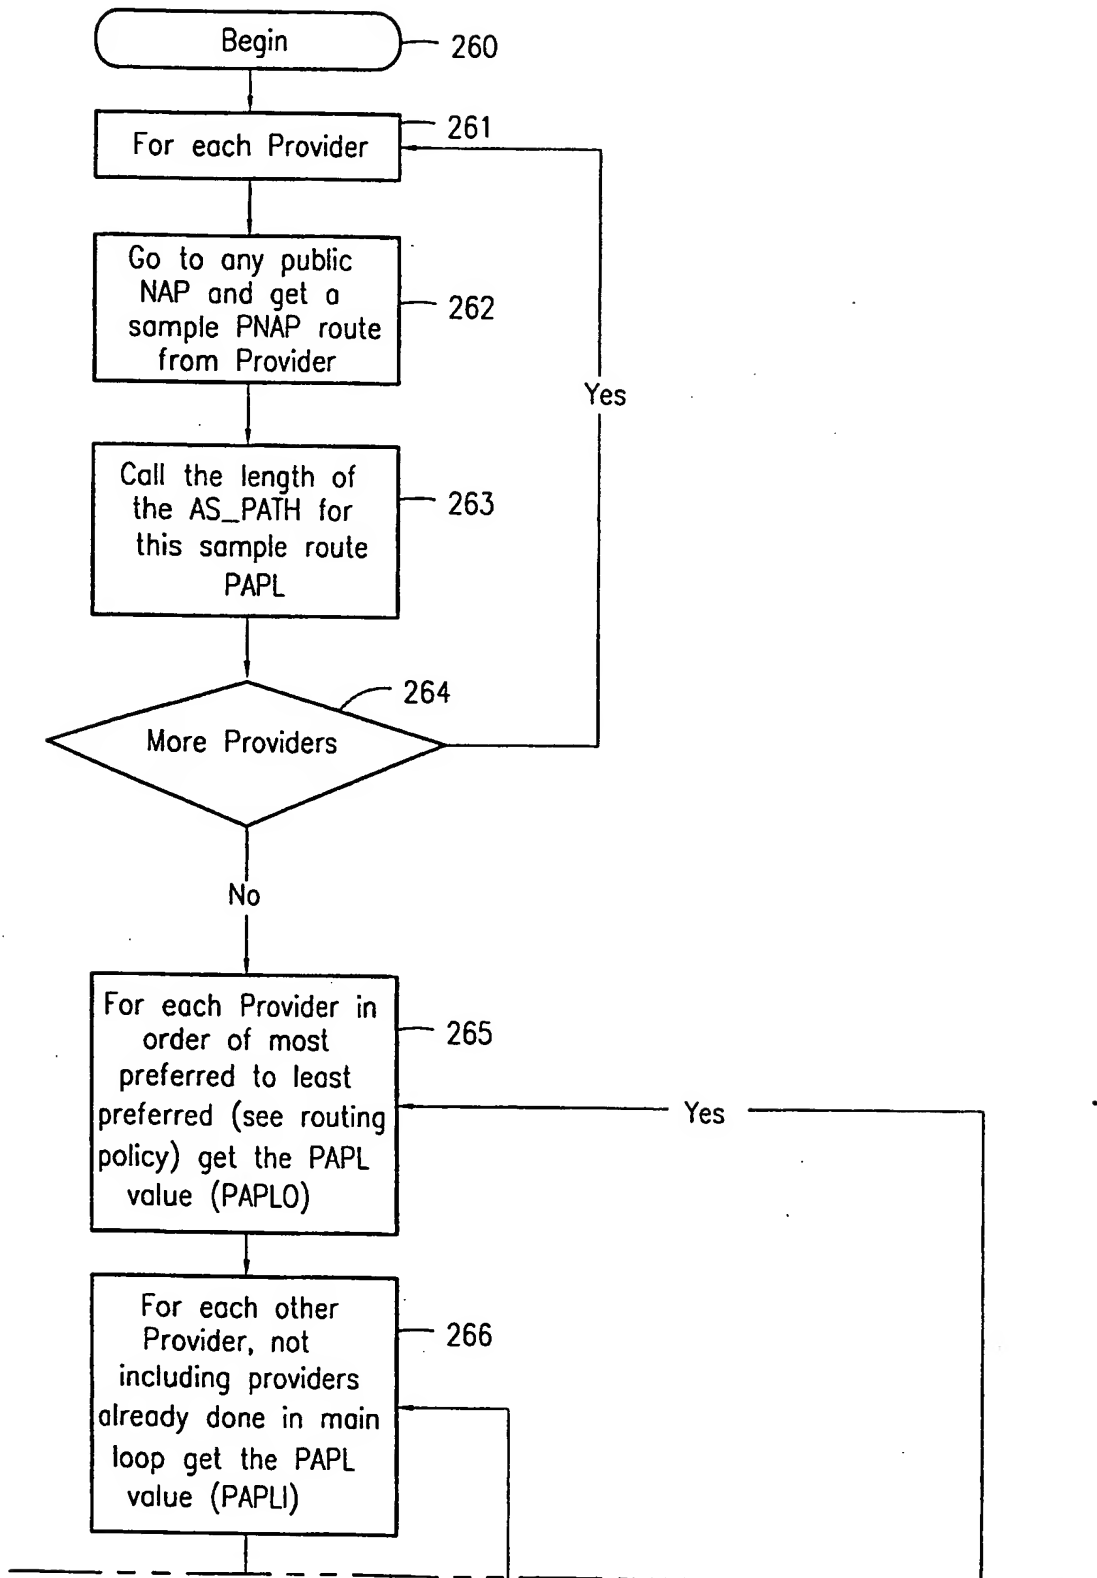 Begin
260
For each Provider
261
Go to any public
NAP and get a
sample PNAP route
from Provider
262
Yes
Call the length of
the AS_PATH for
this sample route
PAPL
263
264
More Providers
No
For each Provider in
order of most
preferred to least
preferred (see routing
policy) get the PAPL
value (PAPLO)
265
Yes
For each other
Provider, not
including providers
already done in main
loop get the PAPL
value (PAPLI)
266